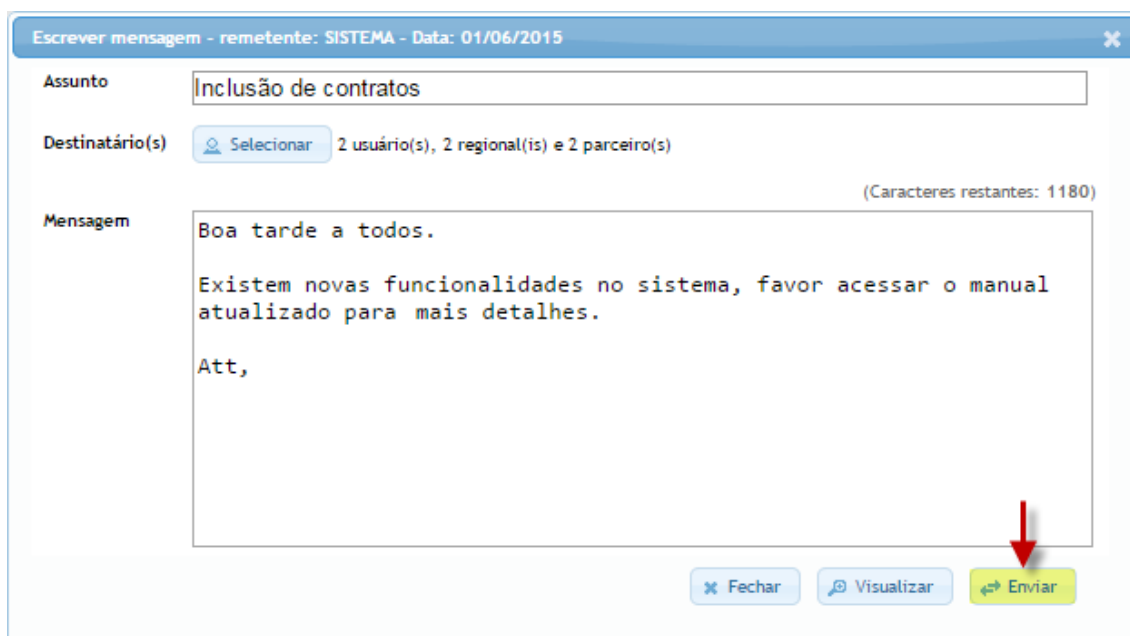 Escrever mensagem - remetente: SISTEMA - Data: 01/06/2015
Assunto
Inclusão de contratos
Destinatário(s)
Selecionar
2 usuário(s), 2 regional(is) e 2 parceiro(s)
(Caracteres restantes: 1180)
Mensagem
Boa tarde a todos.
Existem novas funcionalidades no sistema, favor acessar o manual
atualizado para mais detalhes.
Att,
Fechar
Visualizar
Enviar